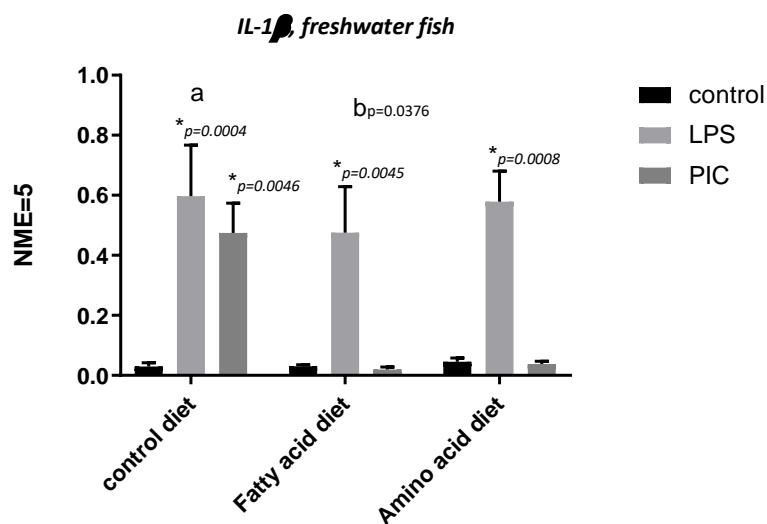 IL-1β, freshwater fish
1.0
0.8
0.6
0.4
0.2
0.0
NME=5
a
*p=0.0004
*p=0.0046
bp=0.0376
*p=0.0045
*p=0.0008
control
LPS
PIC
control diet
Fatty acid diet
Amino acid diet